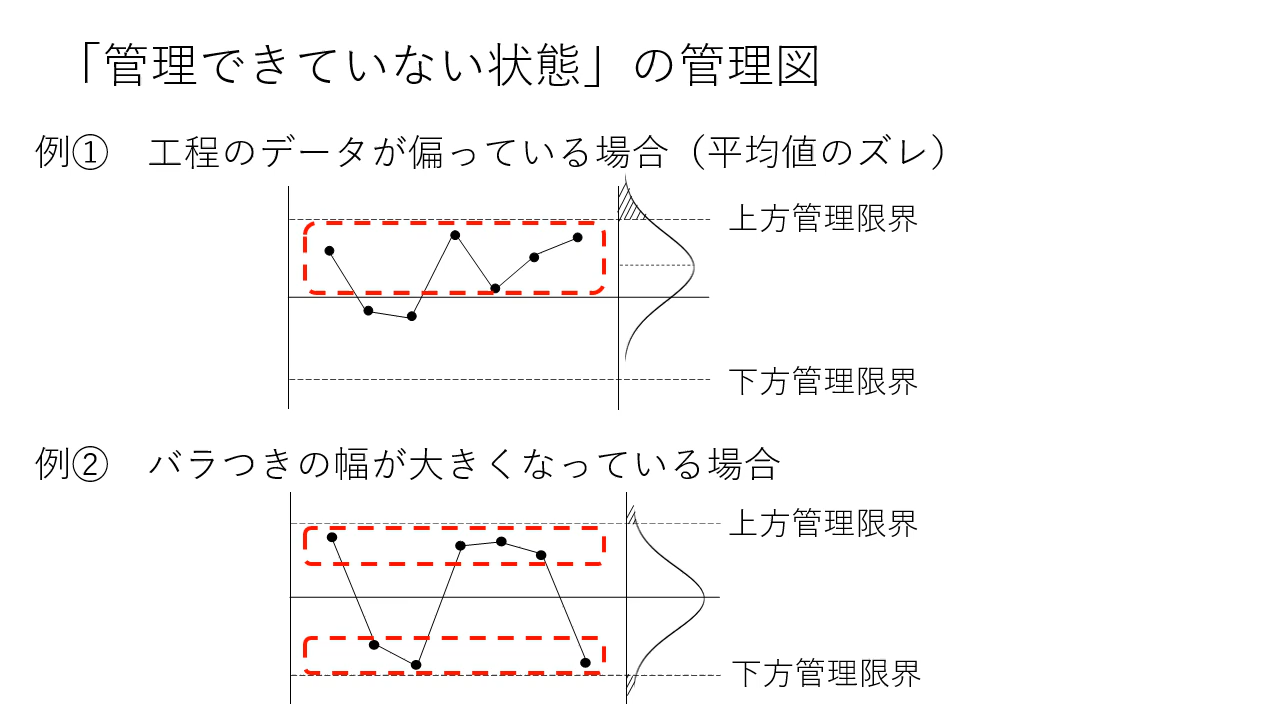 「管理できていない状態」の管理図
例①　工程のデータが偏っている場合（平均値のズレ）
上方管理限界
下方管理限界
例②　バラつきの幅が大きくなっている場合
上方管理限界
下方管理限界